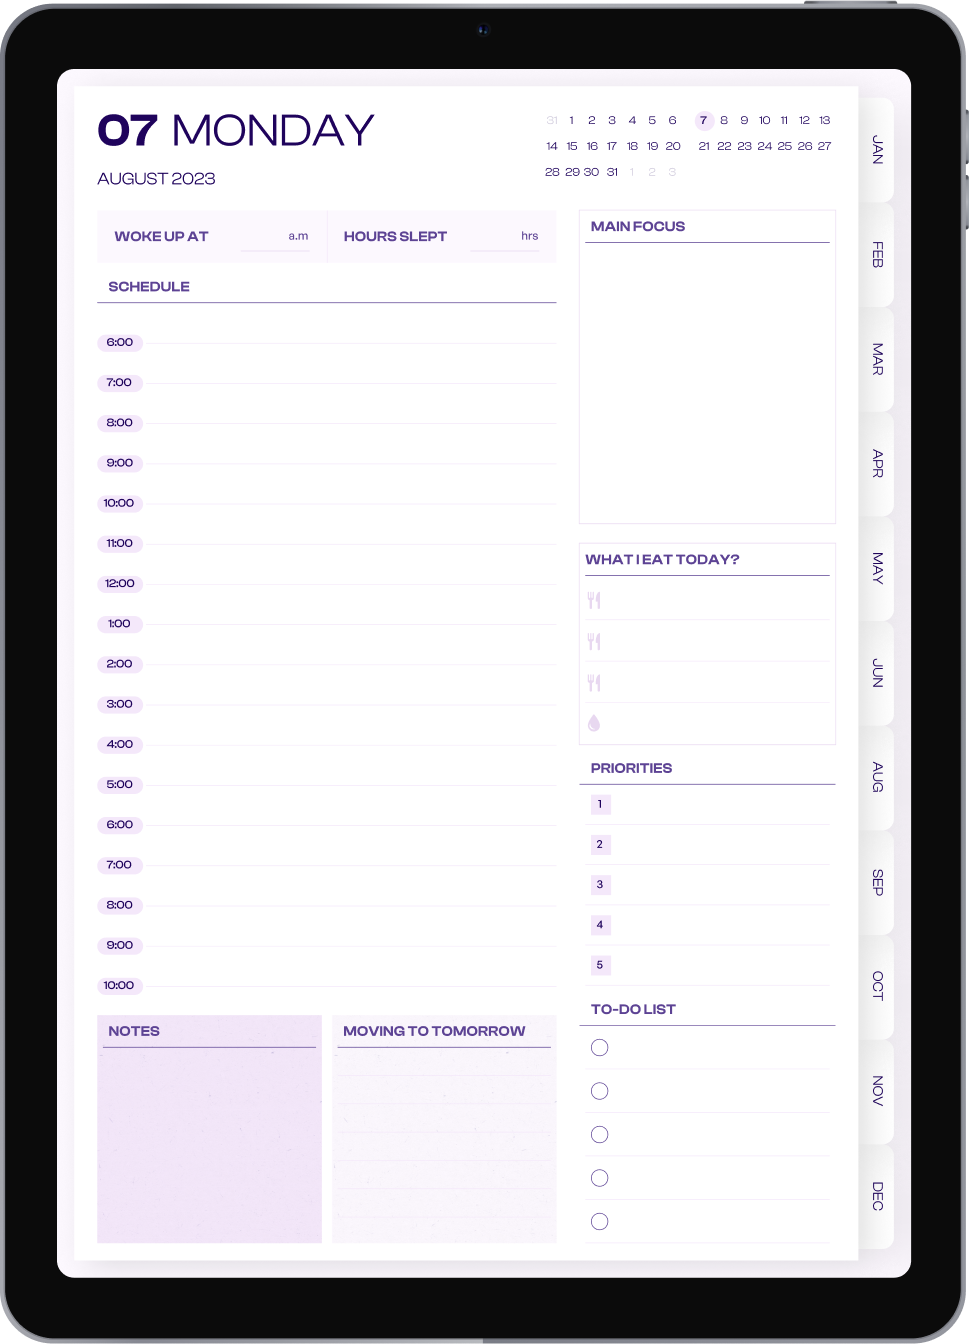 07 MONDAY
AUGUST 2023
31 1 2 3 4 5 6 7 8 9 10 11 12 13
14 15 16 17 18 19 20 21 22 23 24 25 26 27
28 29 30 31 1 2 3
WOKE UP AT a.m HOURS SLEPT hrs
SCHEDULE
6:00
7:00
8:00
9:00
10:00
11:00
12:00
1:00
2:00
3:00
4:00
5:00
6:00
7:00
8:00
9:00
10:00
NOTES
MOVING TO TOMORROW
MAIN FOCUS
WHAT I EAT TODAY?
PRIORITIES
1
2
3
4
5
TO-DO LIST
JAN
FEB
MAR
APR
MAY
JUN
AUG
SEP
OCT
NOV
DEC